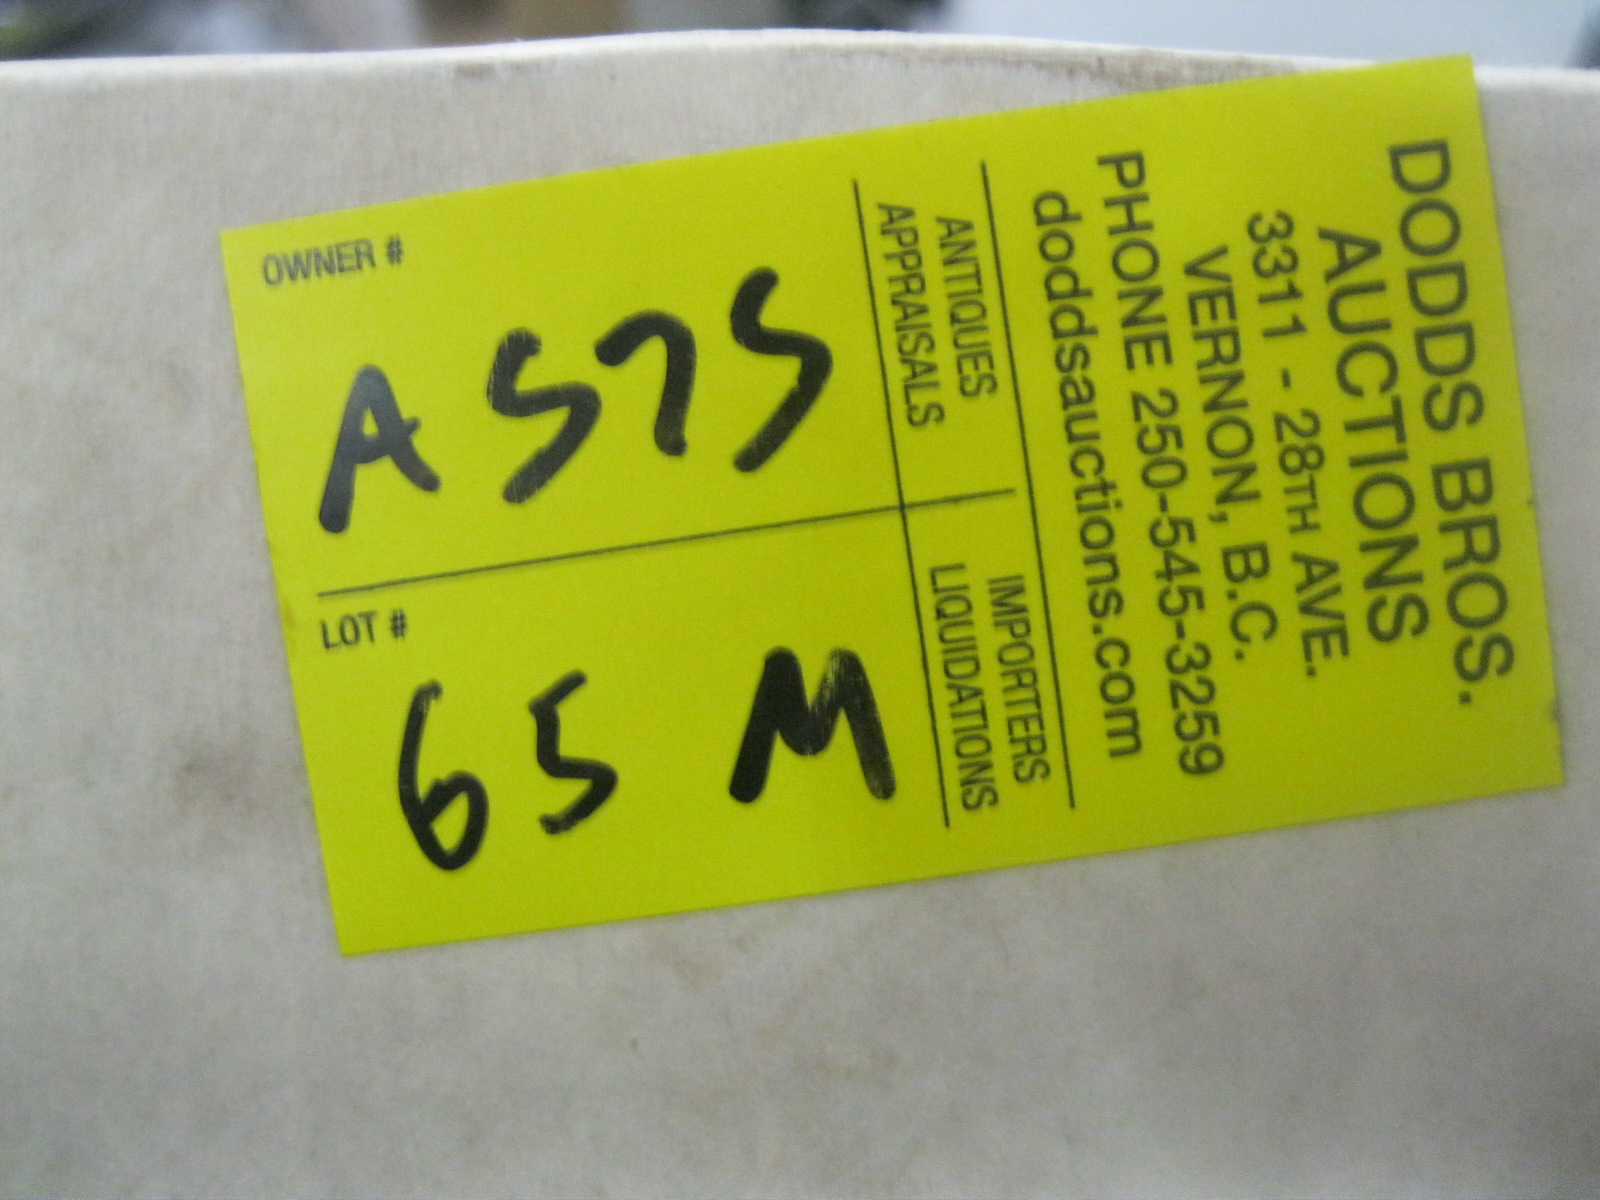 DODDS BROS.
AUCTIONS
3311 - 28TH AVE.
VERNON, B.C.
PHONE 250-545-3259
doddsauctions.com
ANTIQUES
APPRAISALS
IMPORTERS
LIQUIDATIONS
OWNER #
A575
LOT #
65 M